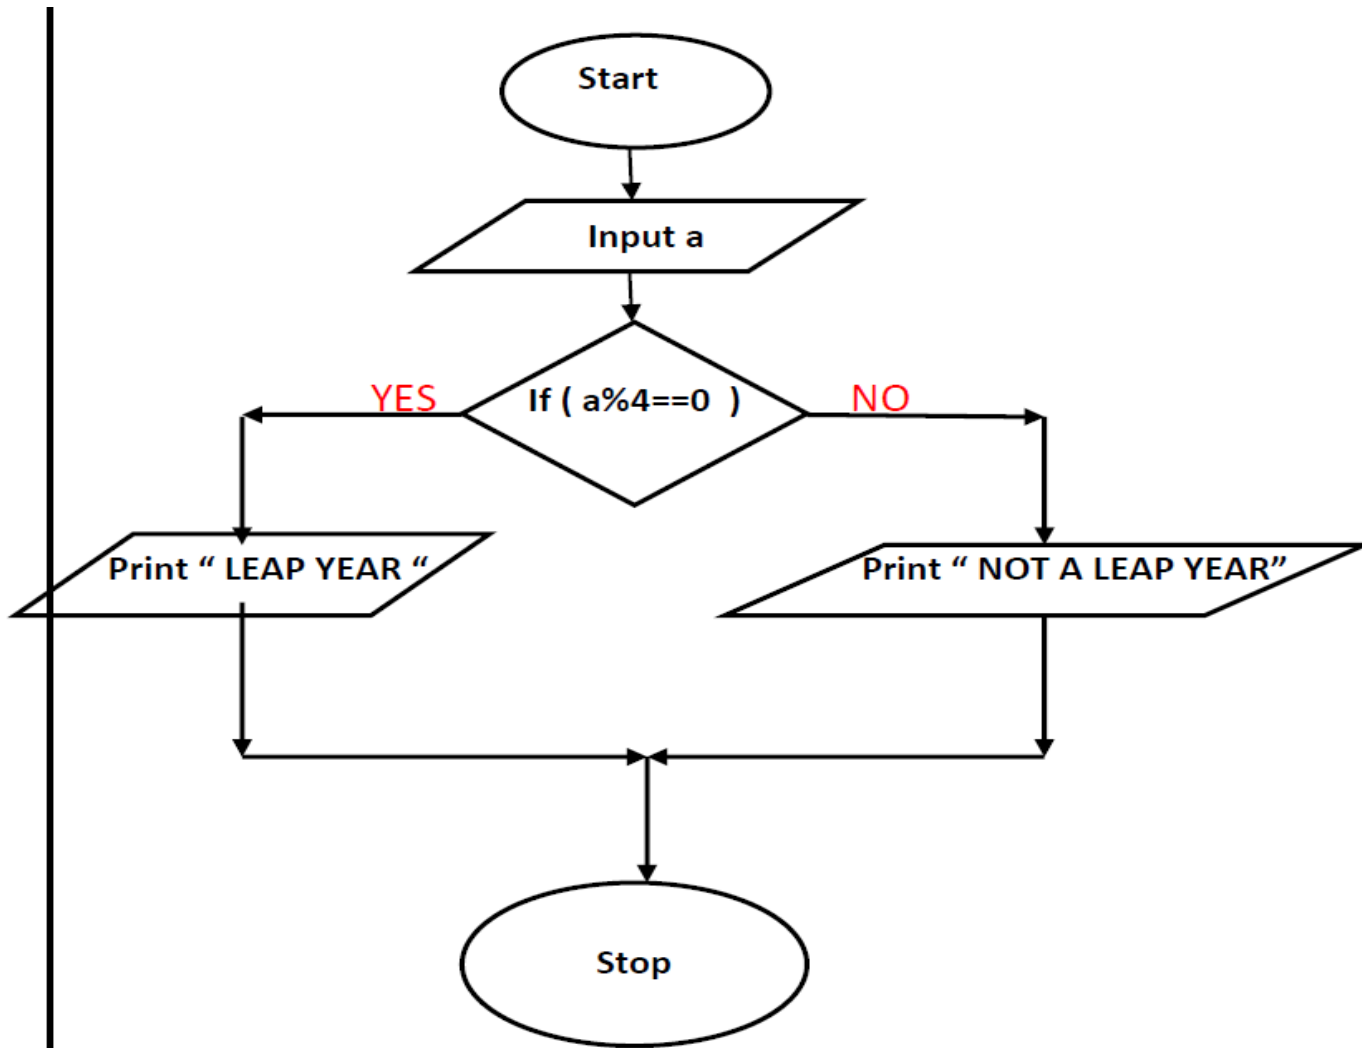 Start
Input a
YES
If ( a%4==0  )
NO
Print “ LEAP YEAR “
Print “ NOT A LEAP YEAR”
Stop